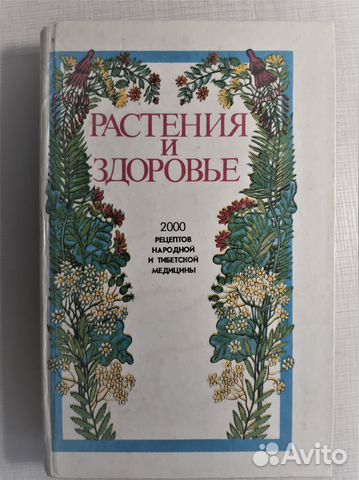 РАСТЕНИЯ
И
ЗДОРОВЬЕ
2000
РЕЦЕПТОВ
НАРОДНОЙ
И ТИБЕТСКОЙ
МЕДИЦИНЫ
Avito